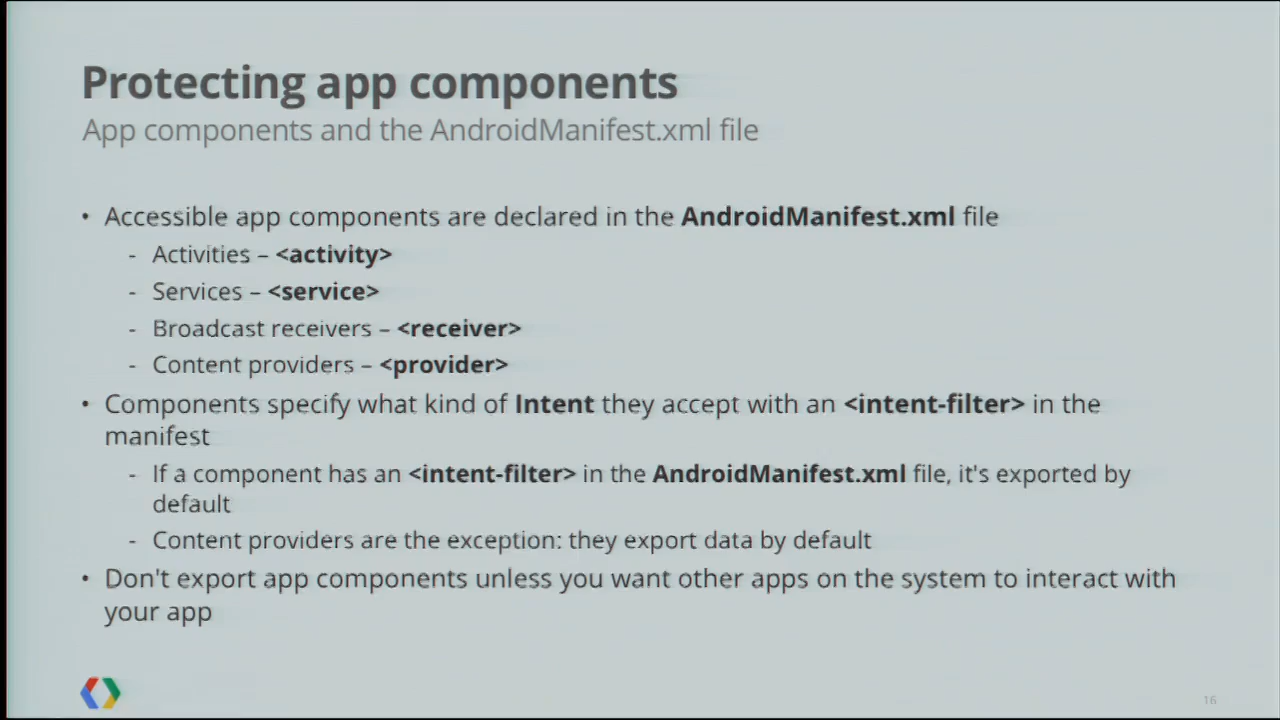 Protecting app components
App components and the AndroidManifest.xml file
• Accessible app components are declared in the AndroidManifest.xml file
- Activities – <activity>
- Services – <service>
- Broadcast receivers – <receiver>
- Content providers – <provider>
• Components specify what kind of Intent they accept with an <intent-filter> in the
manifest
- If a component has an <intent-filter> in the AndroidManifest.xml file, it's exported by
default
- Content providers are the exception: they export data by default
• Don't export app components unless you want other apps on the system to interact with
your app
16